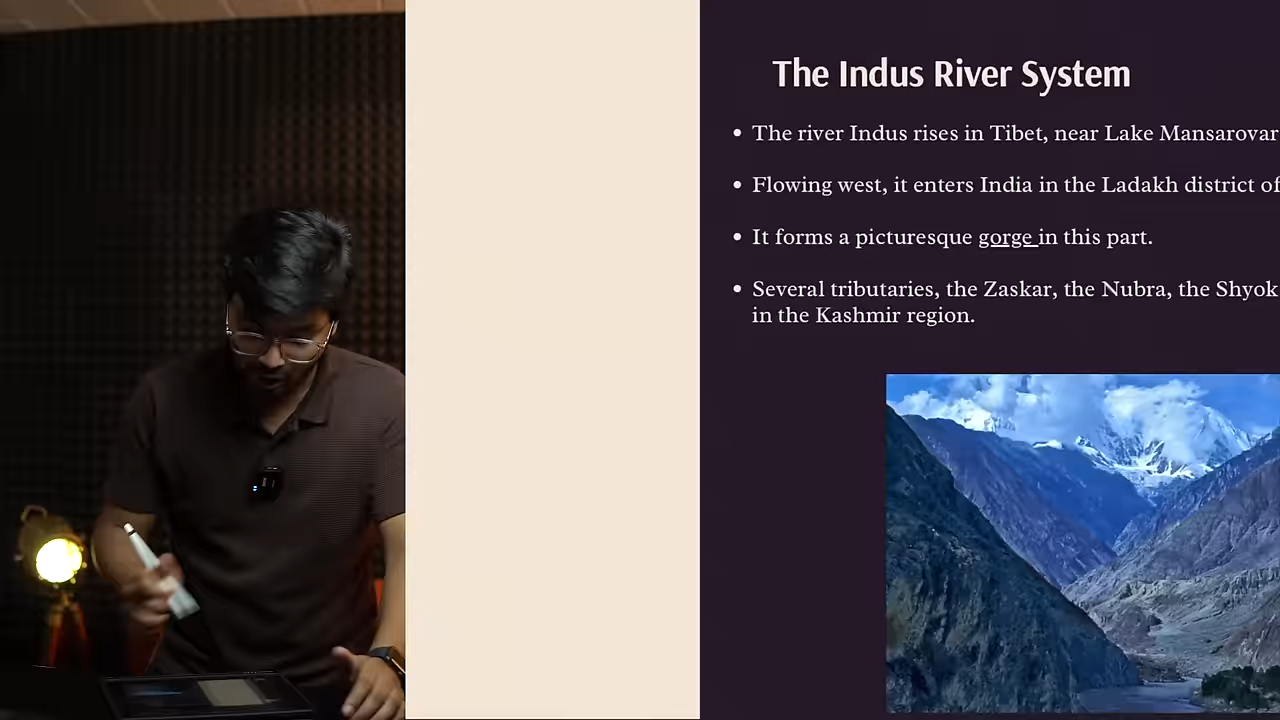 The Indus River System
• The river Indus rises in Tibet, near Lake Mansarovar
• Flowing west, it enters India in the Ladakh district of
• It forms a picturesque gorge in this part.
• Several tributaries, the Zaskar, the Nubra, the Shyok
in the Kashmir region.